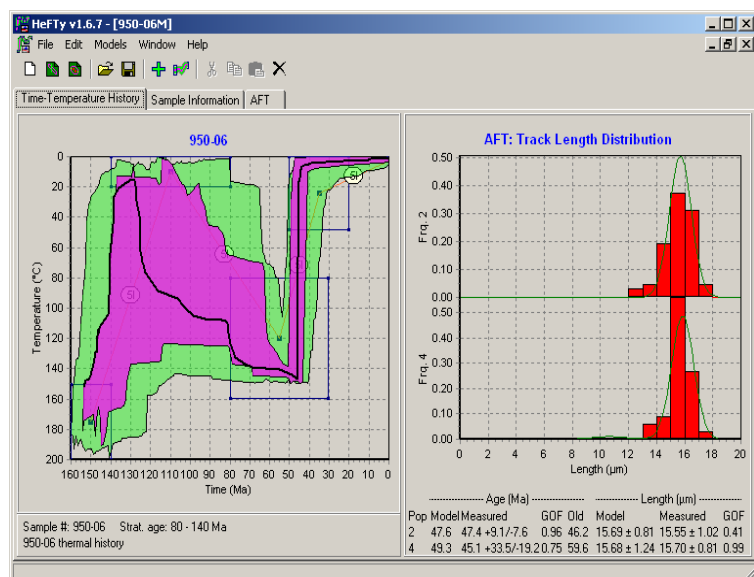 HeFTy v1.6.7 - [950-06M]
File Edit Models Window Help
Time-Temperature History Sample Information AFT
950-06
Temperature (°C)
0
20
40
60
80
100
120
140
160
180
200
5I
5I
5I
5I
160 150 140 130 120 110 100 90 80 70 60 50 40 30 20 10 0
Time (Ma)
Sample #: 950-06 Strat. age: 80 - 140 Ma
950-06 thermal history
AFT: Track Length Distribution
Frq. 2
0.50
0.40
0.30
0.20
0.10
0.00
Frq. 4
0.50
0.40
0.30
0.20
0.10
0.00
0 2 4 6 8 10 12 14 16 18 20
Length (µm)
Age (Ma) Length (µm)
Pop Model Measured GOF Old Model Measured GOF
2 47.6 47.4 +9.1/-7.6 0.96 46.2 15.69 ± 0.81 15.55 ± 1.02 0.41
4 49.3 45.1 +33.5/-19.2 0.75 59.6 15.68 ± 1.24 15.70 ± 0.81 0.99